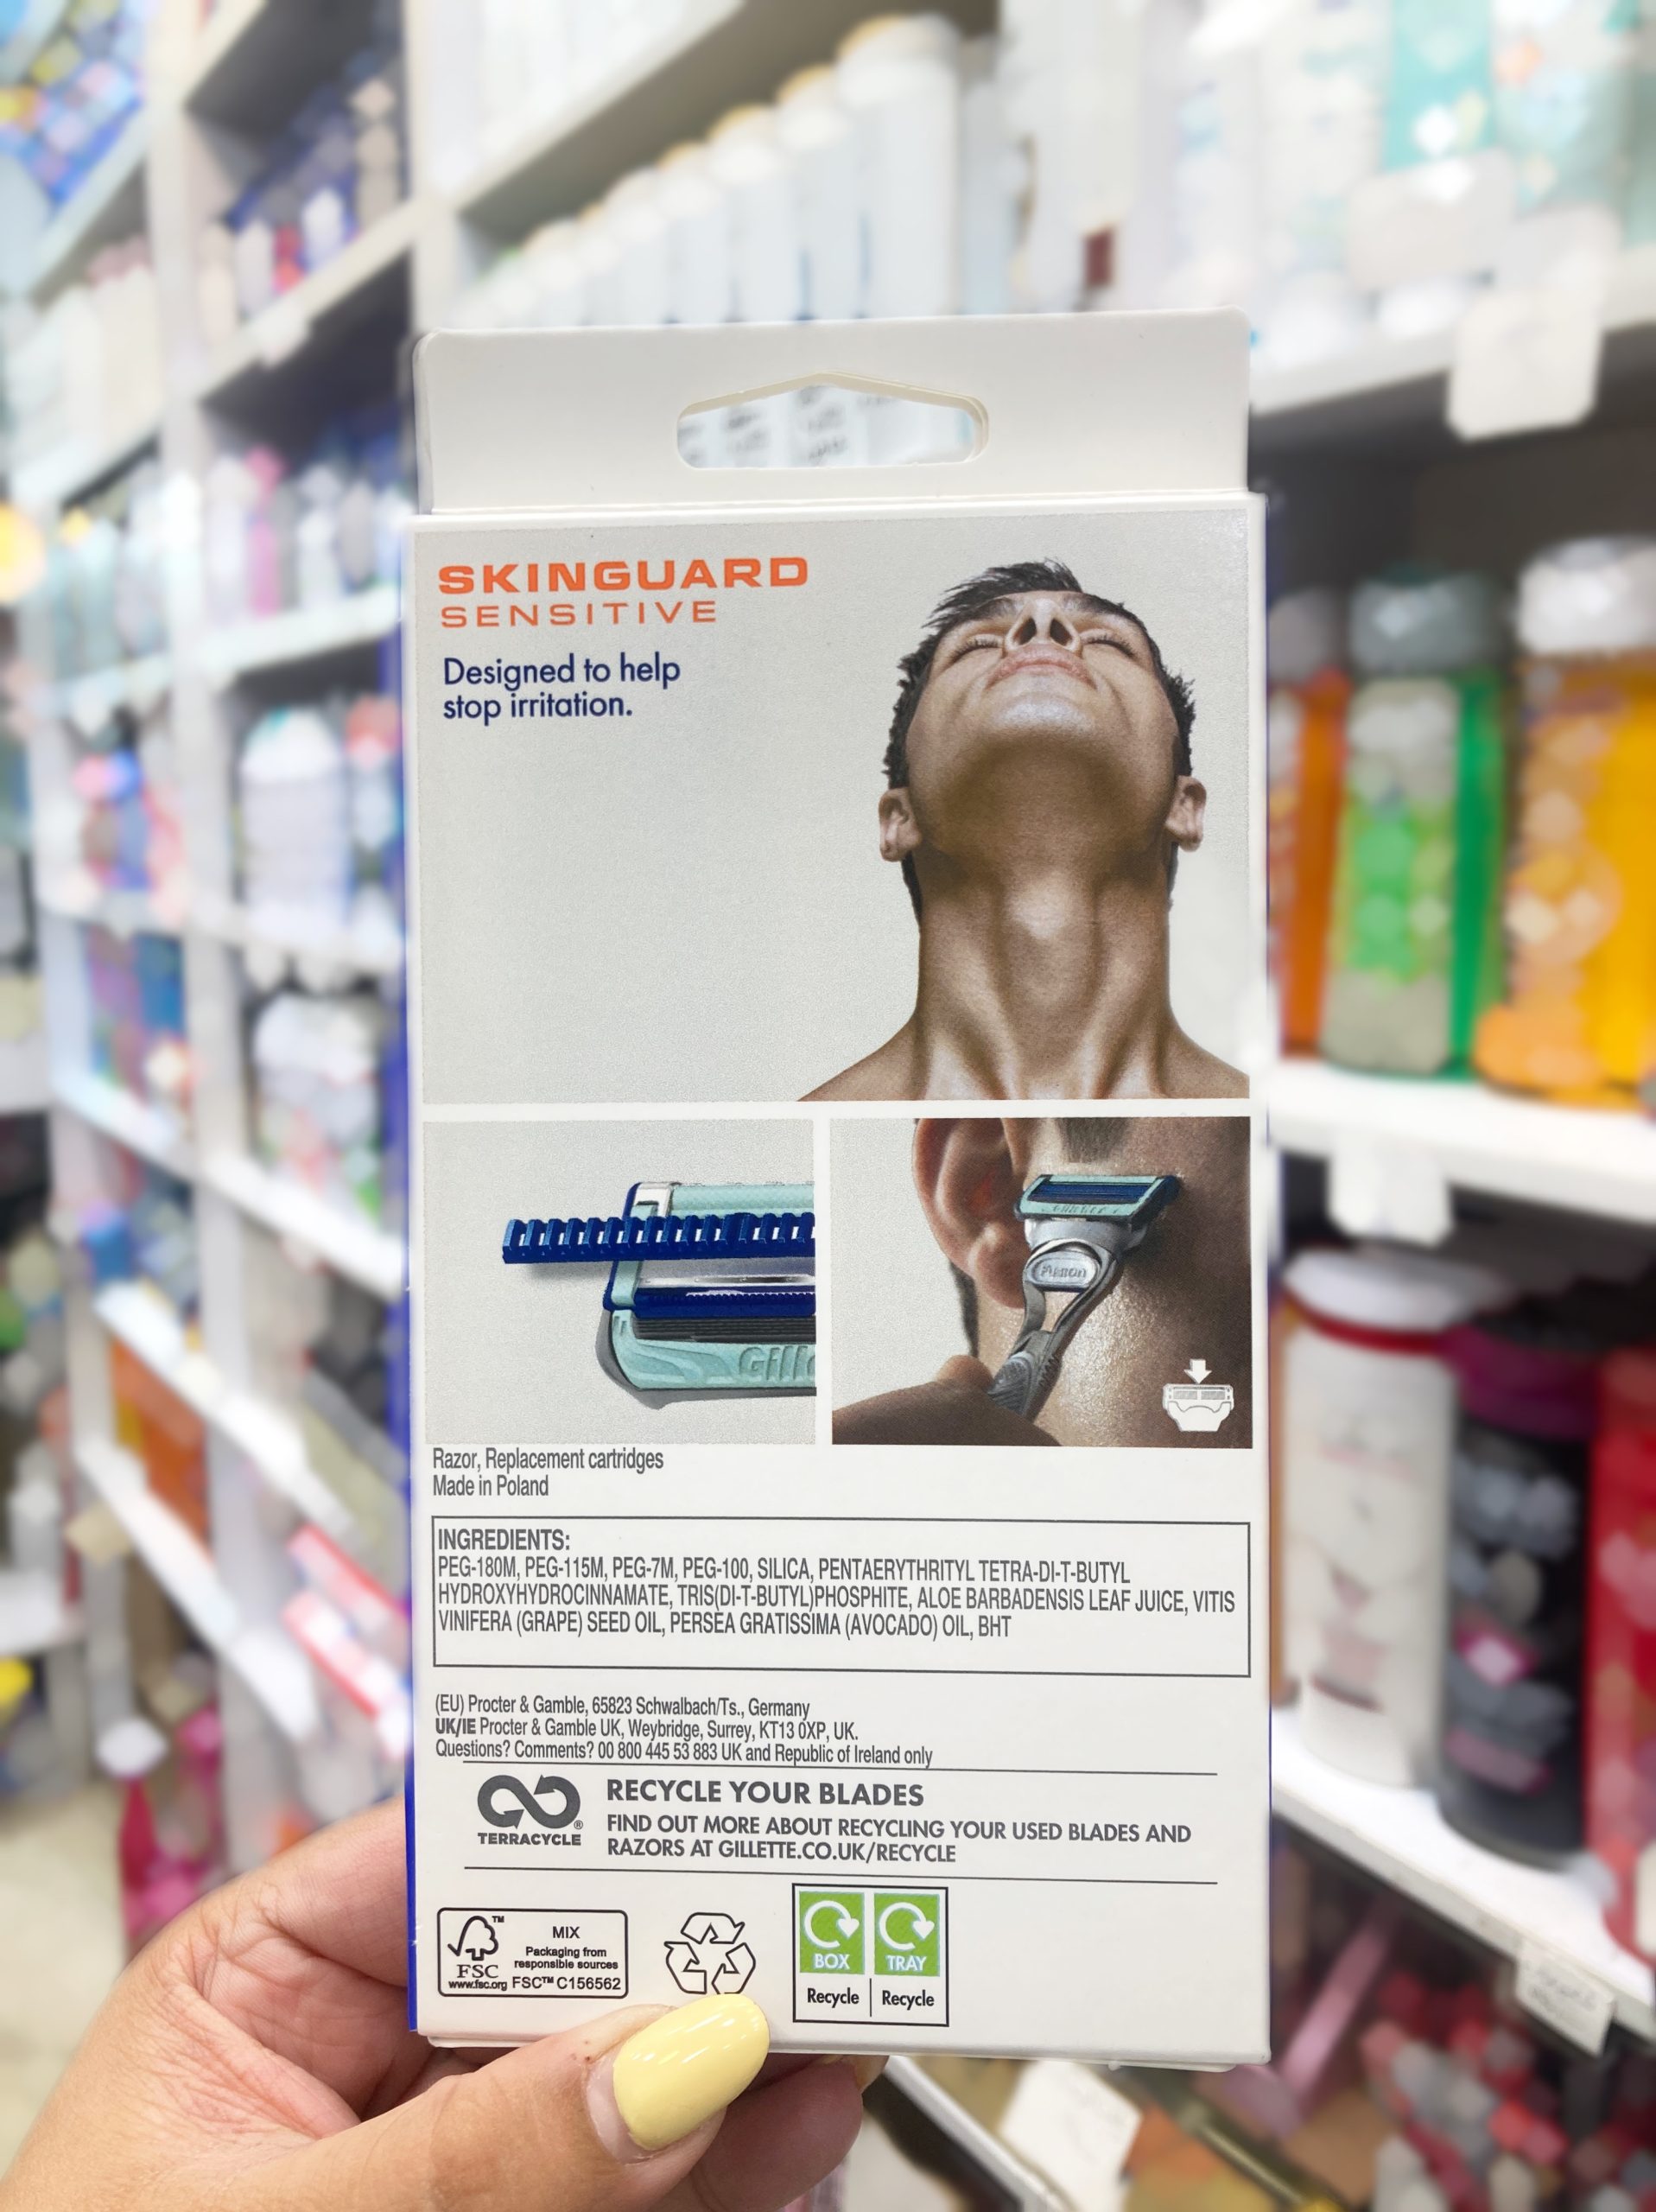 SKINGUARD
SENSITIVE
Designed to help
stop irritation.
Gill
Gillette
Fusion
Razor, Replacement cartridges
Made in Poland
INGREDIENTS:
PEG-180M, PEG-115M, PEG-7M, PEG-100, SILICA, PENTAERYTHRITYL TETRA-DI-T-BUTYL
HYDROXYHYDROCINNAMATE, TRIS(DI-T-BUTYL)PHOSPHITE, ALOE BARBADENSIS LEAF JUICE, VITIS
VINIFERA (GRAPE) SEED OIL, PERSEA GRATISSIMA (AVOCADO) OIL, BHT
(EU) Procter & Gamble, 65823 Schwalbach/Ts., Germany
UK/IE Procter & Gamble UK, Weybridge, Surrey, KT13 0XP, UK.
Questions? Comments? 00 800 445 53 883 UK and Republic of Ireland only
TERRACYCLE®
RECYCLE YOUR BLADES
FIND OUT MORE ABOUT RECYCLING YOUR USED BLADES AND
RAZORS AT GILLETTE.CO.UK/RECYCLE
FSC™
www.fsc.org
MIX
Packaging from
responsible sources
FSC™ C156562
BOX
Recycle
TRAY
Recycle